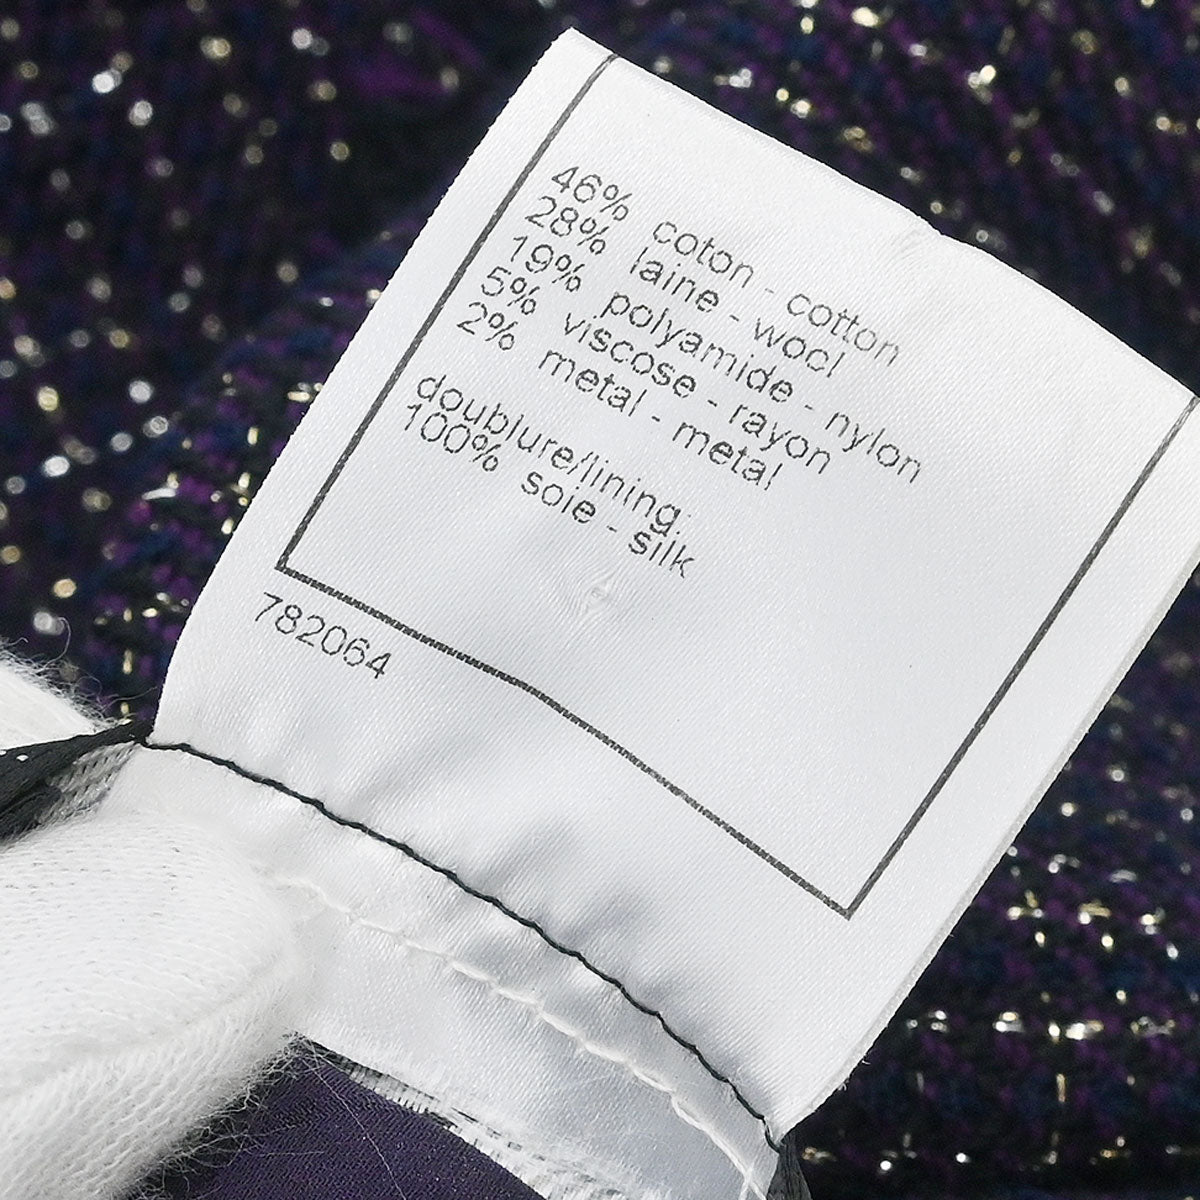 46% coton - cotton
28% laine - wool
19% polyamide - nylon
5% viscose - rayon
2% metal - metal
doublure/lining:
100% soie - silk
782064